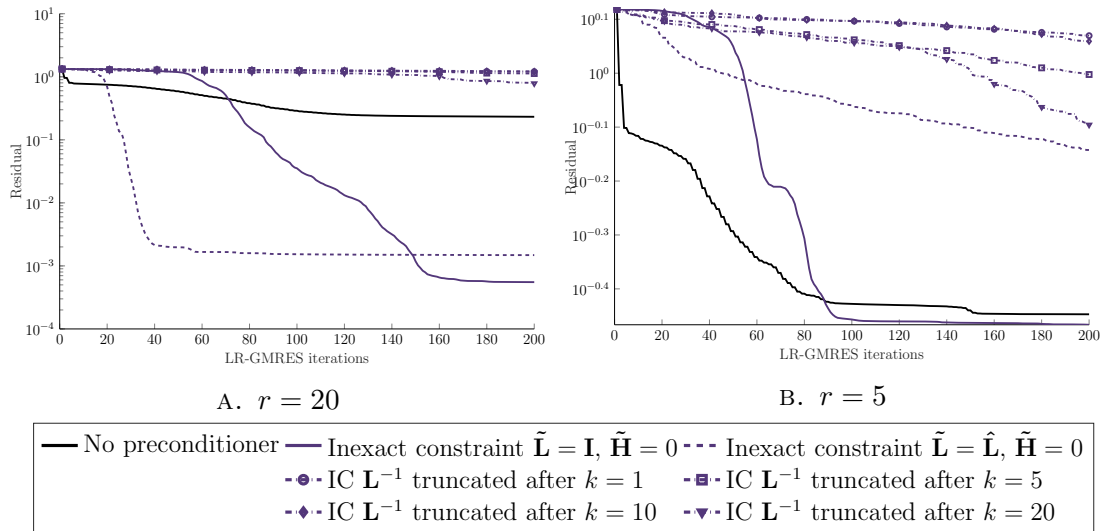 10^1
10^0
10^{-1}
10^{-2}
10^{-3}
10^{-4}
Residual
0 20 40 60 80 100 120 140 160 180 200
LR-GMRES iterations
A. r = 20
10^{0.1}
10^0
10^{-0.1}
10^{-0.2}
10^{-0.3}
10^{-0.4}
Residual
0 20 40 60 80 100 120 140 160 180 200
LR-GMRES iterations
B. r = 5
No preconditioner
Inexact constraint L̃ = I, H̃ = 0
Inexact constraint L̃ = L̂, H̃ = 0
IC L^{-1} truncated after k = 1
IC L^{-1} truncated after k = 5
IC L^{-1} truncated after k = 10
IC L^{-1} truncated after k = 20